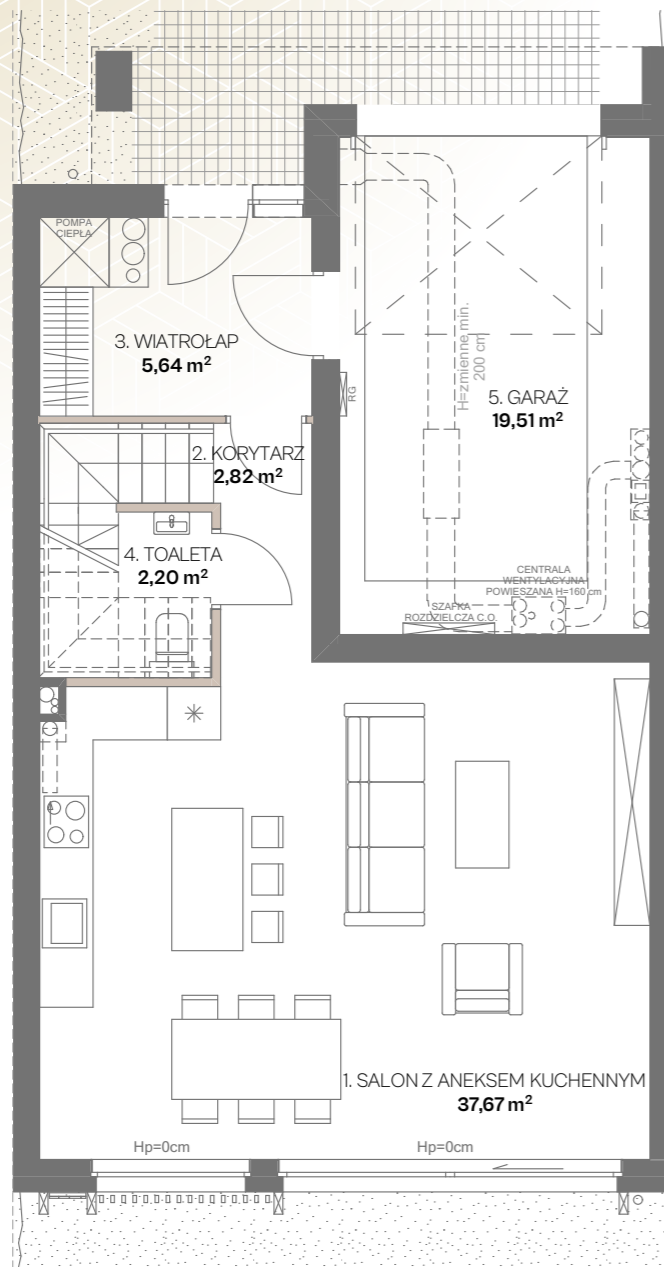 POMPA
CIEPŁA
3. WIATROŁAP
5,64 m²
H=zmienne min.
200 cm
RG
5. GARAŻ
19,51 m²
2. KORYTARZ
2,82 m²
4. TOALETA
2,20 m²
CENTRALA
WENTYLACYJNA
POWIESZANA H=160 cm
SZAFKA
ROZDZIELCZA C.O.
1. SALON Z ANEKSEM KUCHENNYM
37,67 m²
Hp=0cm
Hp=0cm